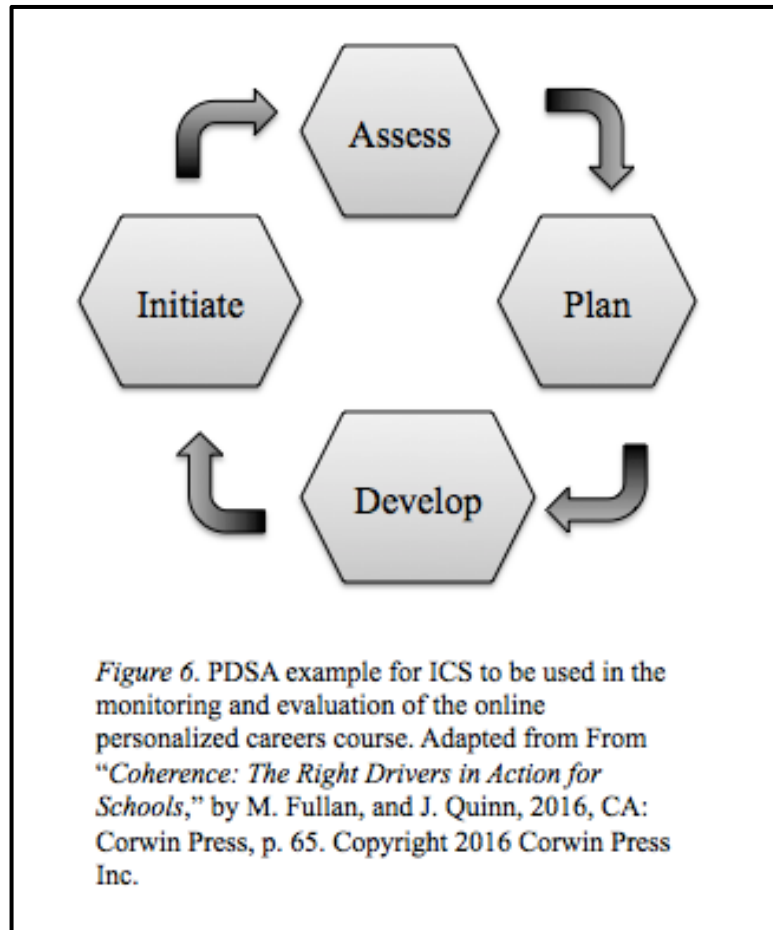 Assess
Initiate
Plan
Develop
Figure 6. PDSA example for ICS to be used in the
monitoring and evaluation of the online
personalized careers course. Adapted from From
“Coherence: The Right Drivers in Action for
Schools,” by M. Fullan, and J. Quinn, 2016, CA:
Corwin Press, p. 65. Copyright 2016 Corwin Press
Inc.